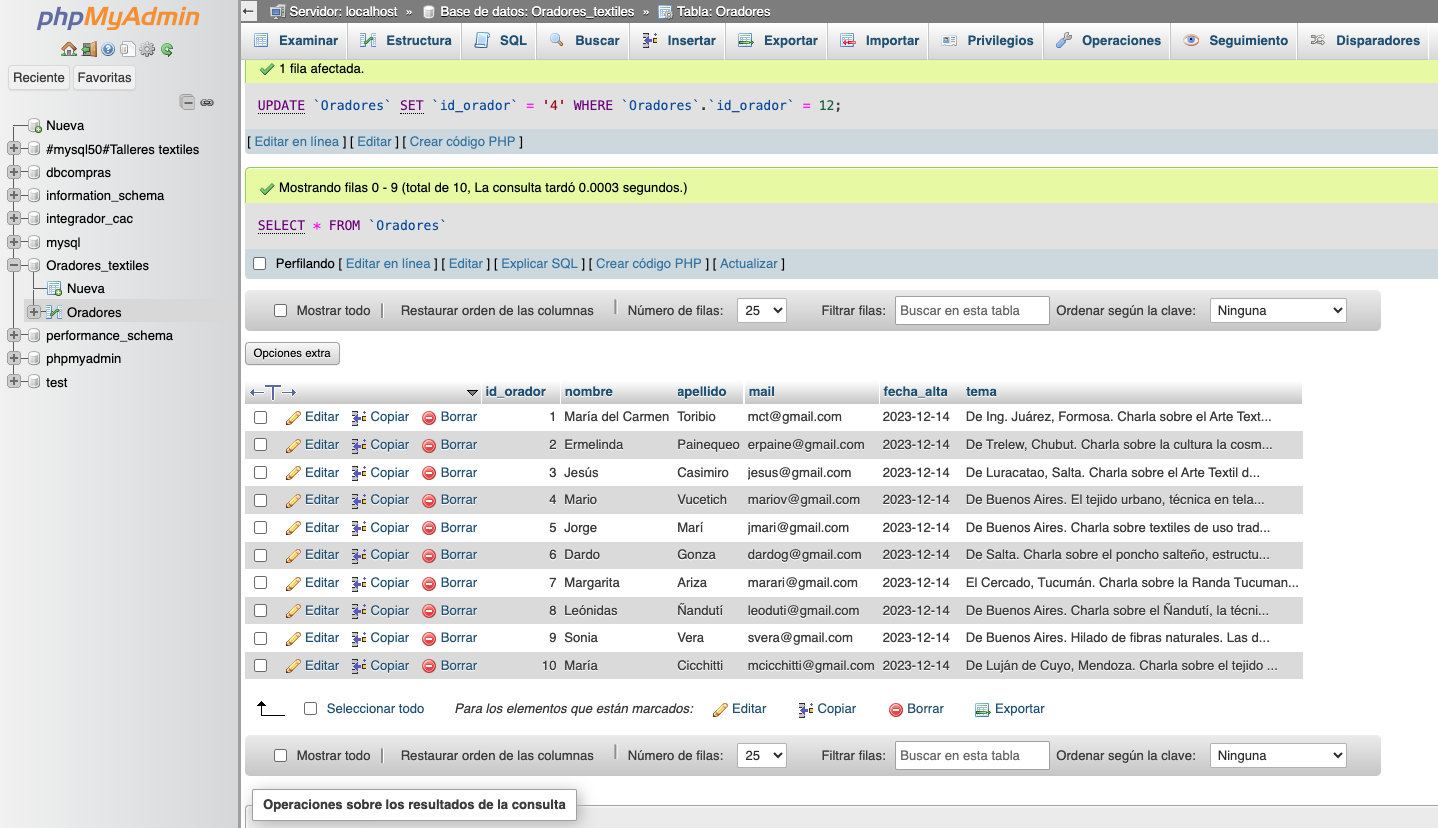 phpMyAdmin
Reciente Favoritas
Nueva
#mysql50#Talleres textiles
dbcompras
information_schema
integrador_cac
mysql
Oradores_textiles
Nueva
Oradores
performance_schema
phpmyadmin
test
Servidor: localhost » Base de datos: Oradores_textiles » Tabla: Oradores
Examinar Estructura SQL Buscar Insertar Exportar Importar Privilegios Operaciones Seguimiento Disparadores
1 fila afectada.
UPDATE `Oradores` SET `id_orador` = '4' WHERE `Oradores`.`id_orador` = 12;
[ Editar en línea ] [ Editar ] [ Crear código PHP ]
Mostrando filas 0 - 9 (total de 10, La consulta tardó 0.0003 segundos.)
SELECT * FROM `Oradores`
Perfilando [ Editar en línea ] [ Editar ] [ Explicar SQL ] [ Crear código PHP ] [ Actualizar ]
Mostrar todo | Restaurar orden de las columnas | Número de filas: 25 Filtrar filas: Buscar en esta tabla Ordenar según la clave: Ninguna
Opciones extra
id_orador nombre apellido mail fecha_alta tema
Editar Copiar Borrar 1 María del Carmen Toribio mct@gmail.com 2023-12-14 De Ing. Juárez, Formosa. Charla sobre el Arte Text...
Editar Copiar Borrar 2 Ermelinda Painequeo erpaine@gmail.com 2023-12-14 De Trelew, Chubut. Charla sobre la cultura la cosm...
Editar Copiar Borrar 3 Jesús Casimiro jesus@gmail.com 2023-12-14 De Luracatao, Salta. Charla sobre el Arte Textil d...
Editar Copiar Borrar 4 Mario Vucetich mariov@gmail.com 2023-12-14 De Buenos Aires. El tejido urbano, técnica en tela...
Editar Copiar Borrar 5 Jorge Marí jmari@gmail.com 2023-12-14 De Buenos Aires. Charla sobre textiles de uso trad...
Editar Copiar Borrar 6 Dardo Gonza dardog@gmail.com 2023-12-14 De Salta. Charla sobre el poncho salteño, estructu...
Editar Copiar Borrar 7 Margarita Ariza marari@gmail.com 2023-12-14 El Cercado, Tucumán. Charla sobre la Randa Tucuman...
Editar Copiar Borrar 8 Leónidas Ñandutí leoduti@gmail.com 2023-12-14 De Buenos Aires. Charla sobre el Ñandutí, la técni...
Editar Copiar Borrar 9 Sonia Vera svera@gmail.com 2023-12-14 De Buenos Aires. Hilado de fibras naturales. Las d...
Editar Copiar Borrar 10 María Cicchitti mcicchitti@gmail.com 2023-12-14 De Luján de Cuyo, Mendoza. Charla sobre el tejido ...
Seleccionar todo Para los elementos que están marcados: Editar Copiar Borrar Exportar
Mostrar todo | Restaurar orden de las columnas | Número de filas: 25 Filtrar filas: Buscar en esta tabla Ordenar según la clave: Ninguna
Operaciones sobre los resultados de la consulta